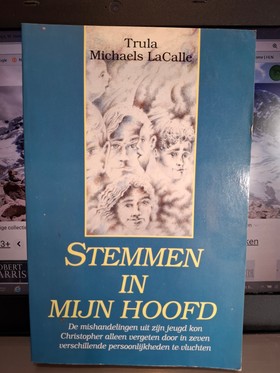 Trula
Michaels LaCalle
STEMMEN
IN
MIJN HOOFD
De mishandelingen uit zijn jeugd kon
Christopher alleen vergeten door in zeven
verschillende persoonlijkheden te vluchten
3+